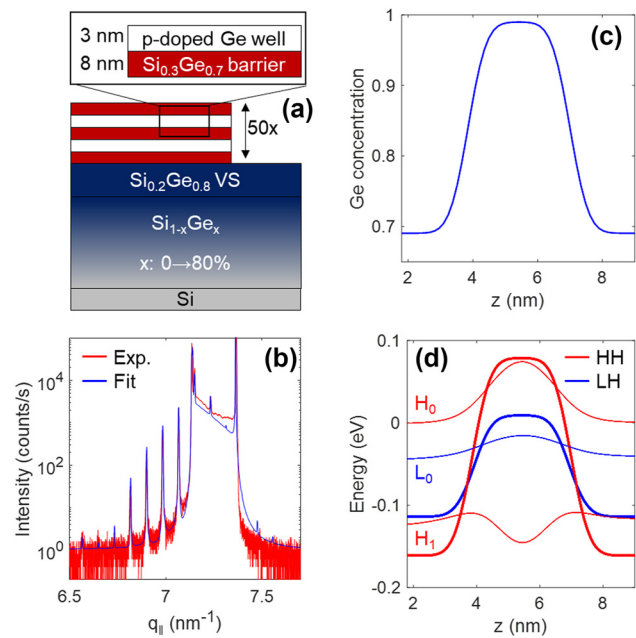 3 nm
p-doped Ge well
8 nm
Si0.3Ge0.7 barrier
(a)
50x
Si0.2Ge0.8 VS
Si1-xGex
x: 0→80%
Si
(c)
Ge concentration
1
0.9
0.8
0.7
2 4 6 8
z (nm)
(b)
Exp.
Fit
Intensity (counts/s)
10^4
10^2
10^0
6.5 7 7.5
q|| (nm-1)
(d)
HH
LH
Energy (eV)
0.1
0
-0.1
-0.2
H0
L0
H1
2 4 6 8
z (nm)